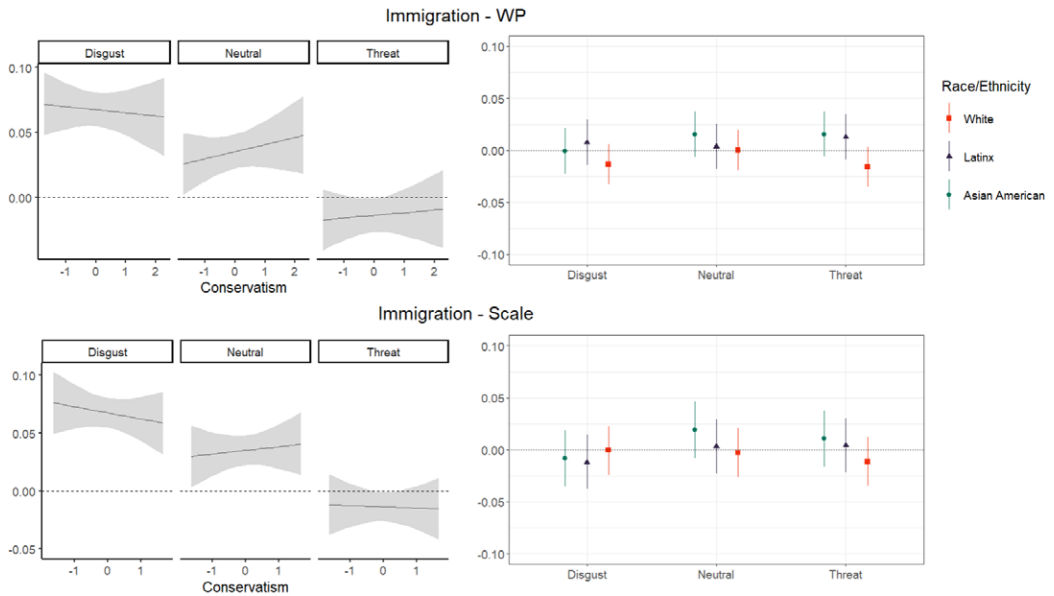 Immigration - WP
Disgust Neutral Threat
0.10
0.05
0.00
-1 0 1 2 -1 0 1 2 -1 0 1 2
Conservatism
0.10
0.05
0.00
-0.05
-0.10
Disgust Neutral Threat
Race/Ethnicity
White
Latinx
Asian American
Immigration - Scale
Disgust Neutral Threat
0.10
0.05
0.00
-0.05
-1 0 1 -1 0 1 -1 0 1
Conservatism
0.10
0.05
0.00
-0.05
-0.10
Disgust Neutral Threat